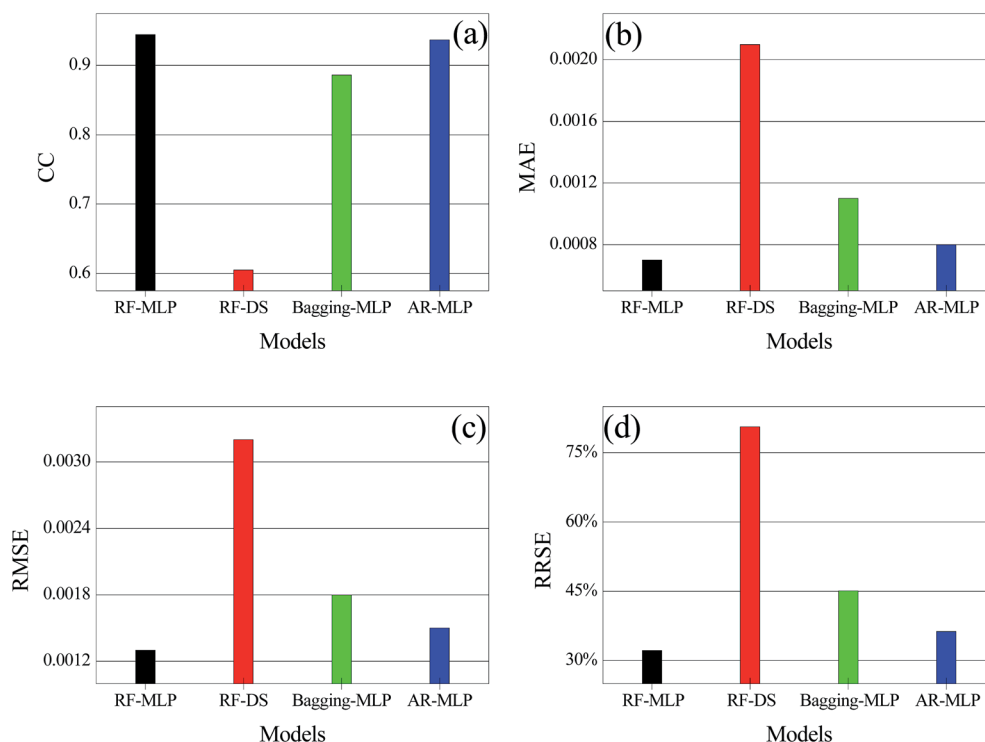 (a)
CC
0.9
0.8
0.7
0.6
RF-MLP RF-DS Bagging-MLP AR-MLP
Models
(b)
MAE
0.0020
0.0016
0.0012
0.0008
RF-MLP RF-DS Bagging-MLP AR-MLP
Models
(c)
RMSE
0.0030
0.0024
0.0018
0.0012
RF-MLP RF-DS Bagging-MLP AR-MLP
Models
(d)
RRSE
75%
60%
45%
30%
RF-MLP RF-DS Bagging-MLP AR-MLP
Models